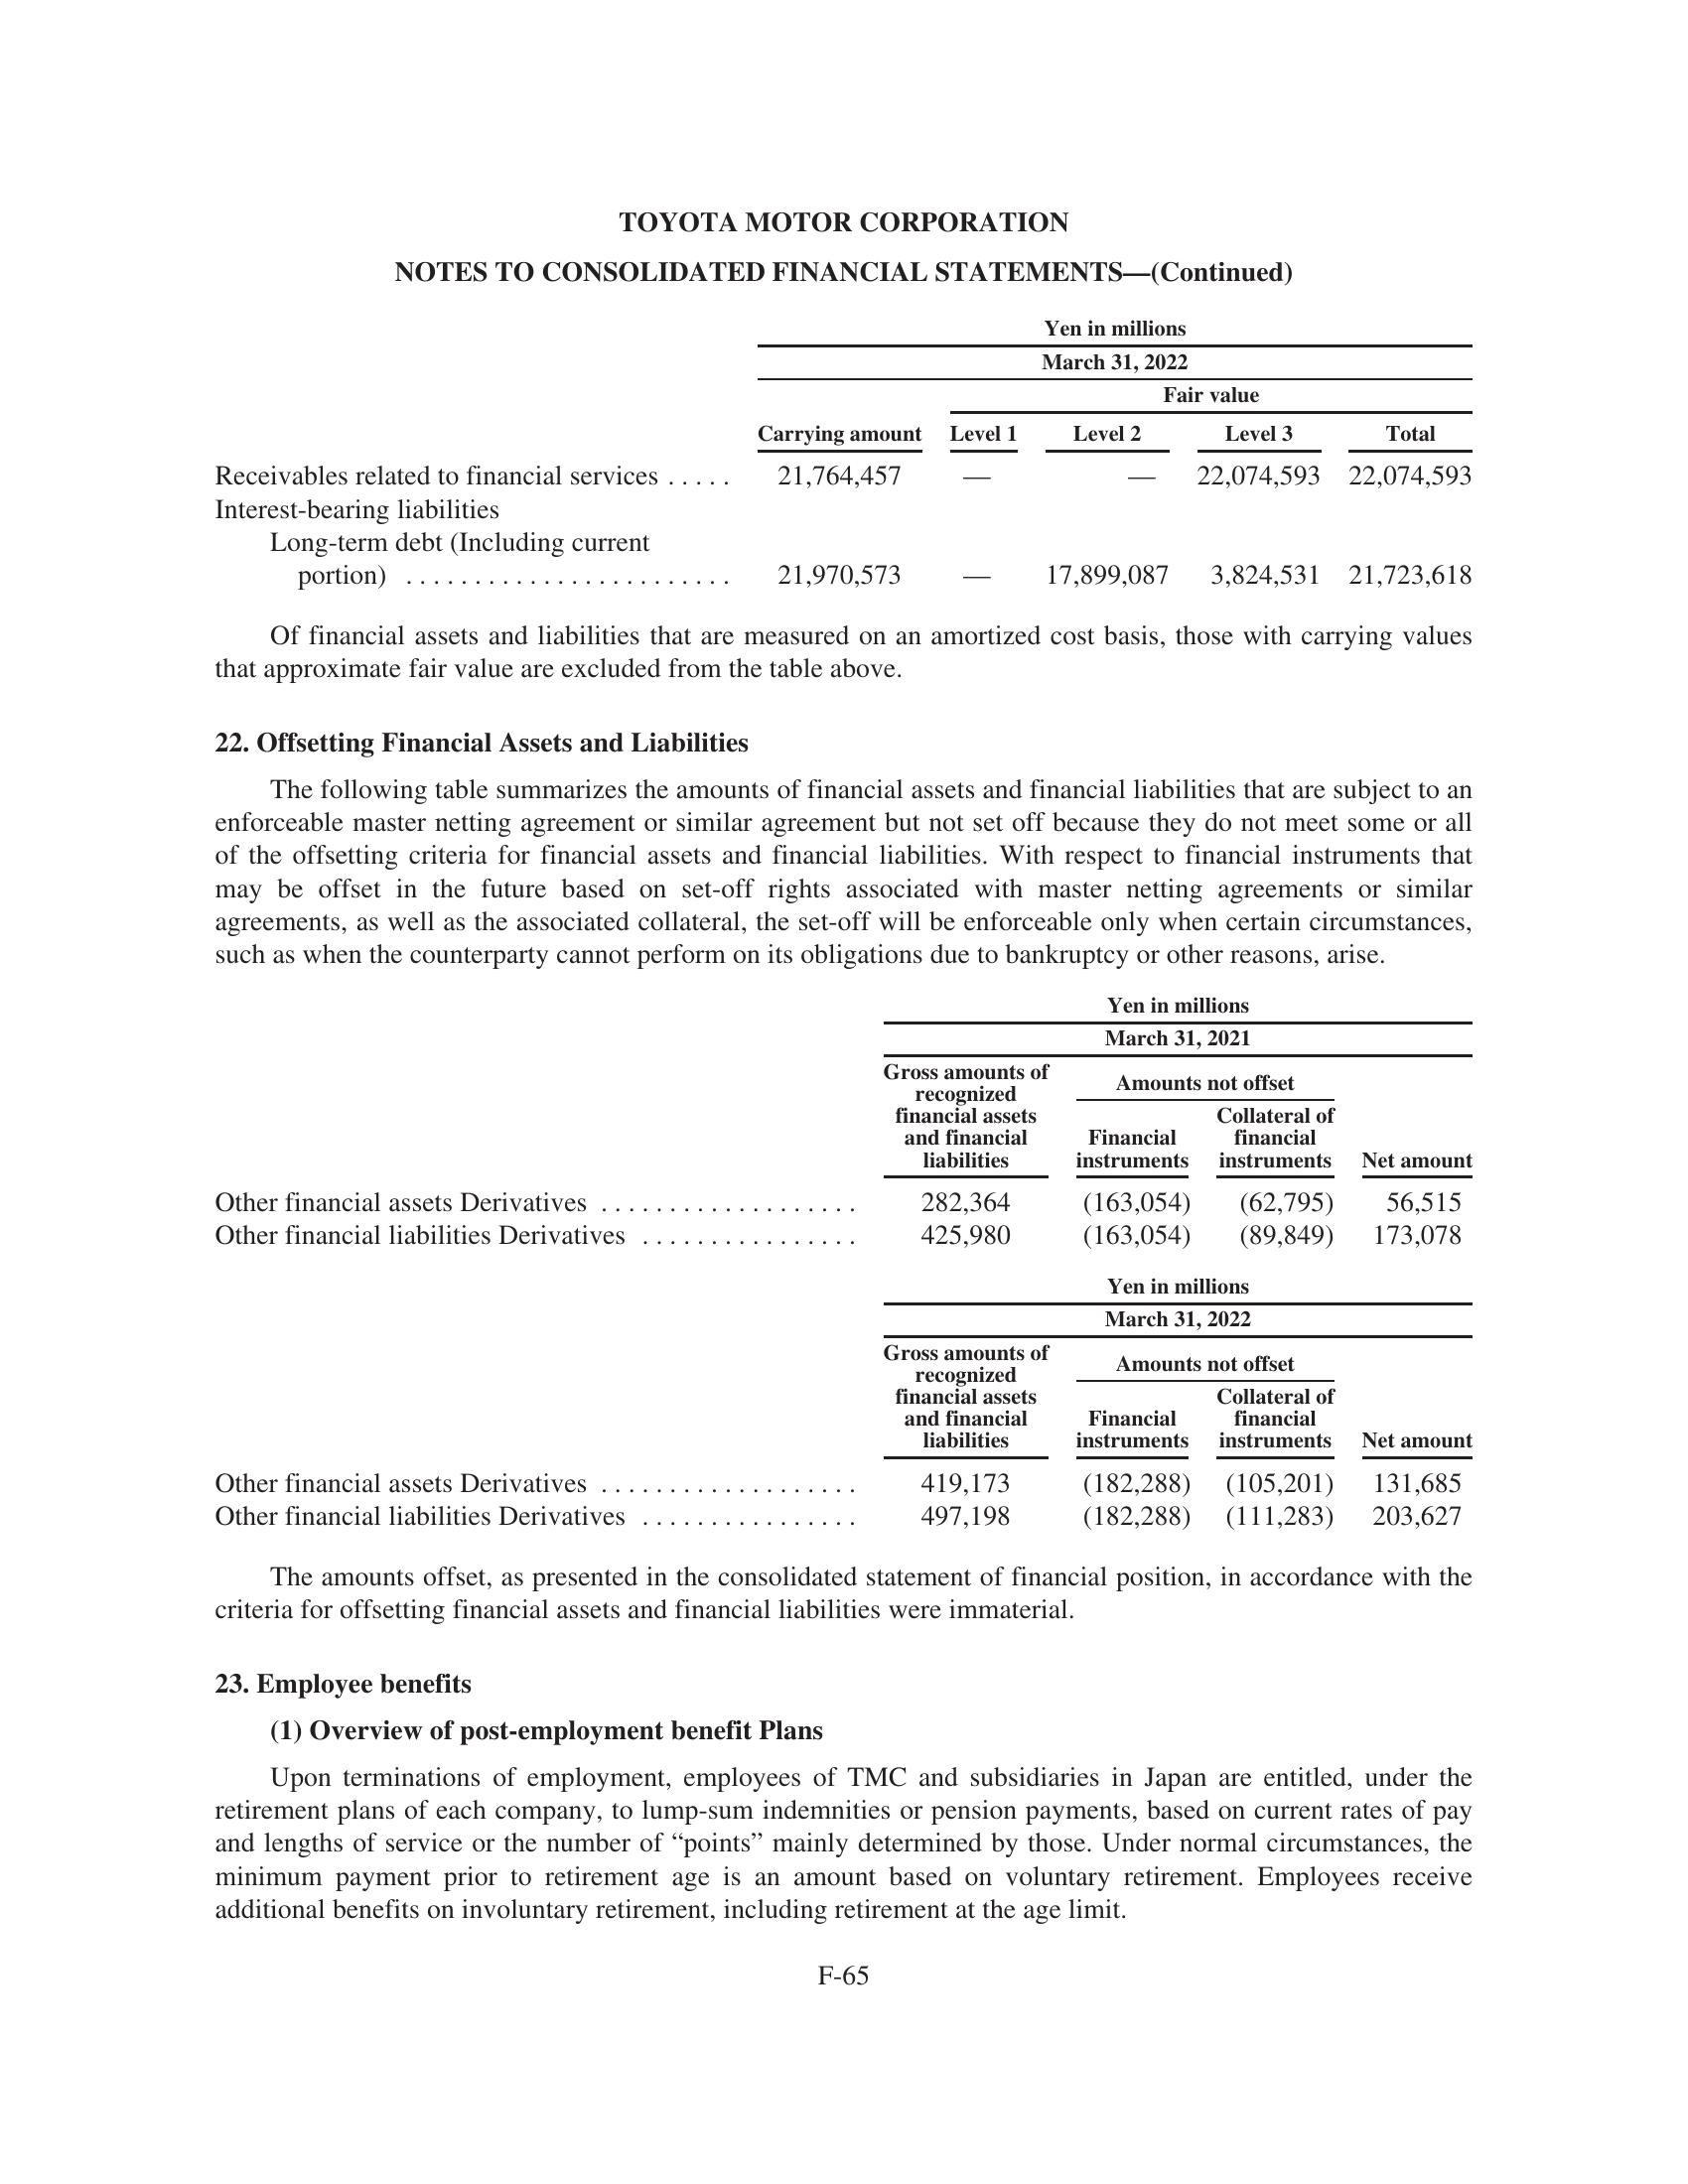 TOYOTA MOTOR CORPORATION
NOTES TO CONSOLIDATED FINANCIAL STATEMENTS—(Continued)
Yen in millions
March 31, 2022
Fair value
Carrying amount Level 1 Level 2 Level 3 Total
Receivables related to financial services ..... 21,764,457 — — 22,074,593 22,074,593
Interest-bearing liabilities
Long-term debt (Including current
portion) ........................ 21,970,573 — 17,899,087 3,824,531 21,723,618
Of financial assets and liabilities that are measured on an amortized cost basis, those with carrying values
that approximate fair value are excluded from the table above.
22. Offsetting Financial Assets and Liabilities
The following table summarizes the amounts of financial assets and financial liabilities that are subject to an
enforceable master netting agreement or similar agreement but not set off because they do not meet some or all
of the offsetting criteria for financial assets and financial liabilities. With respect to financial instruments that
may be offset in the future based on set-off rights associated with master netting agreements or similar
agreements, as well as the associated collateral, the set-off will be enforceable only when certain circumstances,
such as when the counterparty cannot perform on its obligations due to bankruptcy or other reasons, arise.
Yen in millions
March 31, 2021
Gross amounts of
recognized
financial assets
and financial
liabilities
Amounts not offset
Financial
instruments
Collateral of
financial
instruments
Net amount
Other financial assets Derivatives ................... 282,364 (163,054) (62,795) 56,515
Other financial liabilities Derivatives ................ 425,980 (163,054) (89,849) 173,078
Yen in millions
March 31, 2022
Gross amounts of
recognized
financial assets
and financial
liabilities
Amounts not offset
Financial
instruments
Collateral of
financial
instruments
Net amount
Other financial assets Derivatives ................... 419,173 (182,288) (105,201) 131,685
Other financial liabilities Derivatives ................ 497,198 (182,288) (111,283) 203,627
The amounts offset, as presented in the consolidated statement of financial position, in accordance with the
criteria for offsetting financial assets and financial liabilities were immaterial.
23. Employee benefits
(1) Overview of post-employment benefit Plans
Upon terminations of employment, employees of TMC and subsidiaries in Japan are entitled, under the
retirement plans of each company, to lump-sum indemnities or pension payments, based on current rates of pay
and lengths of service or the number of “points” mainly determined by those. Under normal circumstances, the
minimum payment prior to retirement age is an amount based on voluntary retirement. Employees receive
additional benefits on involuntary retirement, including retirement at the age limit.
F-65